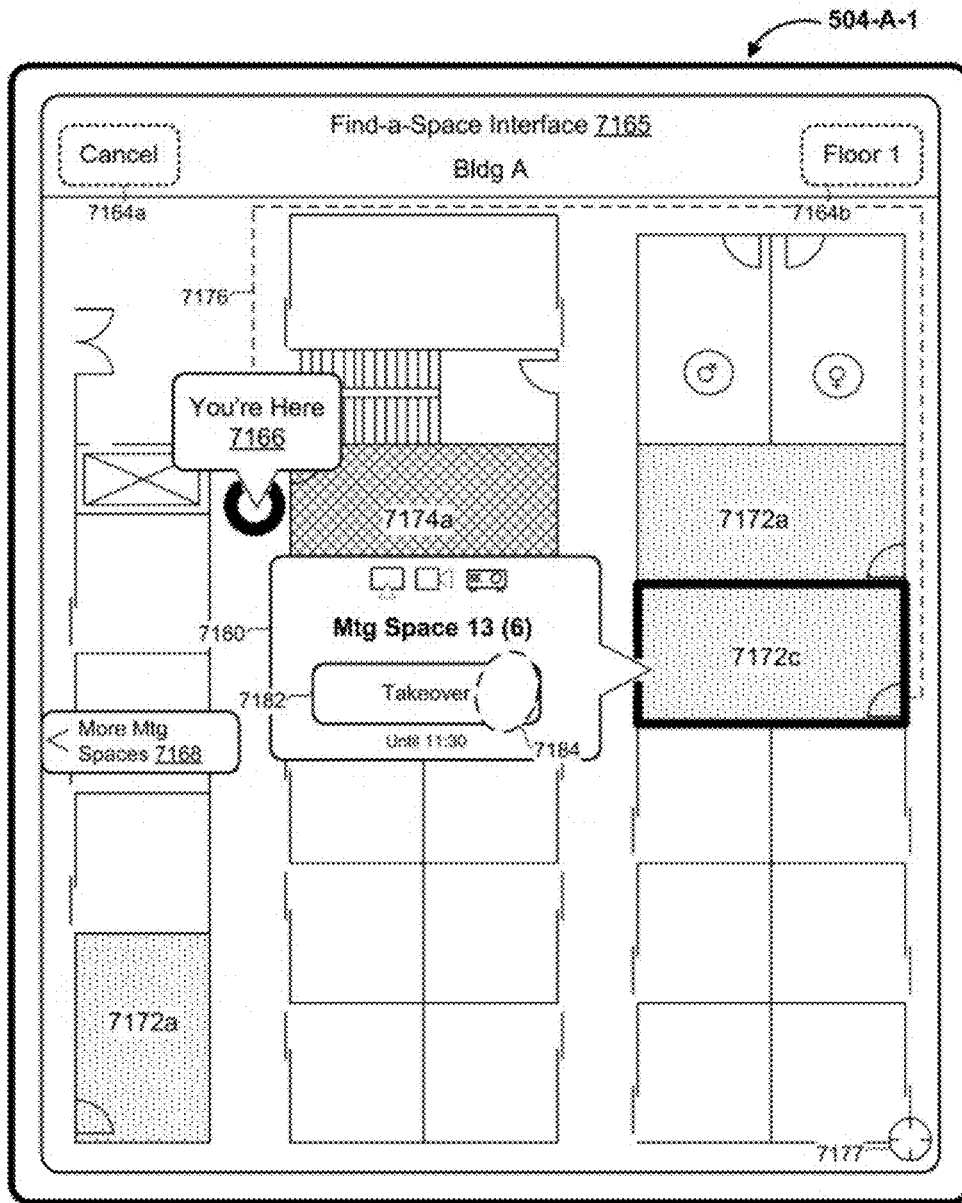 504-A-1
Find-a-Space Interface 7165
Cancel
Bldg A
Floor 1
7164a
7164b
7176
You're Here
7166
7174a
7172a
7180
Mtg Space 13 (6)
7172c
7182
Takeover
Until 11:30
7184
More Mtg
Spaces 7168
7172a
7177